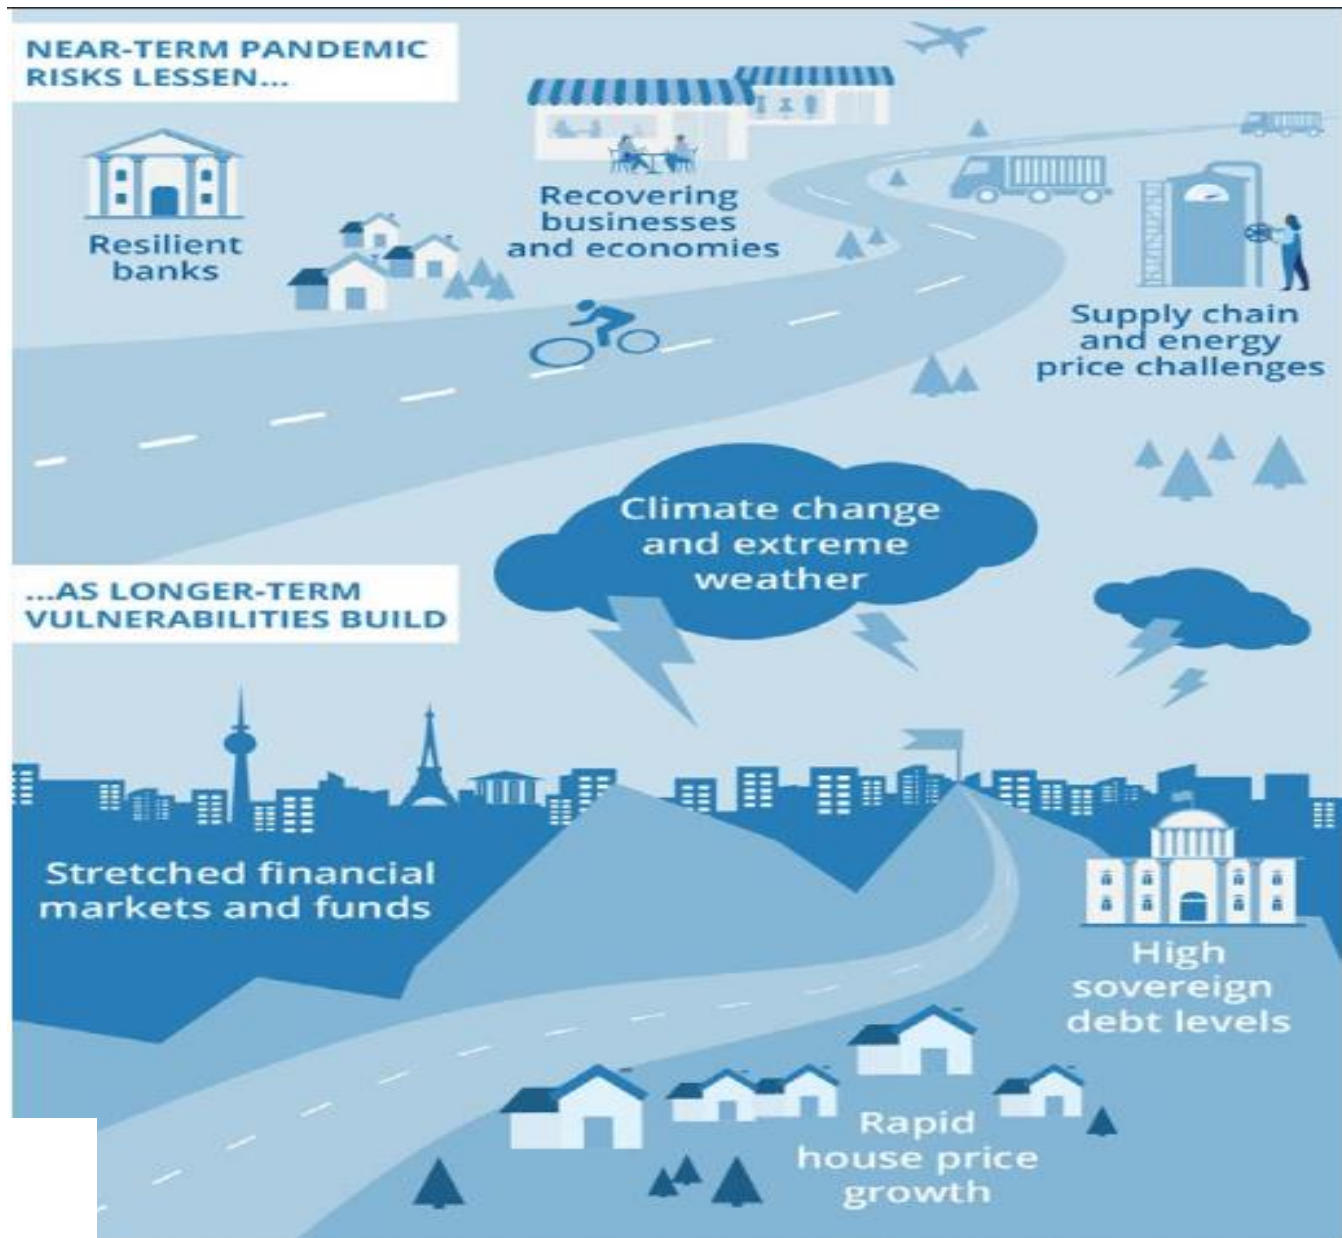 NEAR-TERM PANDEMIC
RISKS LESSEN...
Resilient
banks
Recovering
businesses
and economies
Supply chain
and energy
price challenges
Climate change
and extreme
weather
...AS LONGER-TERM
VULNERABILITIES BUILD
Stretched financial
markets and funds
High
sovereign
debt levels
Rapid
house price
growth